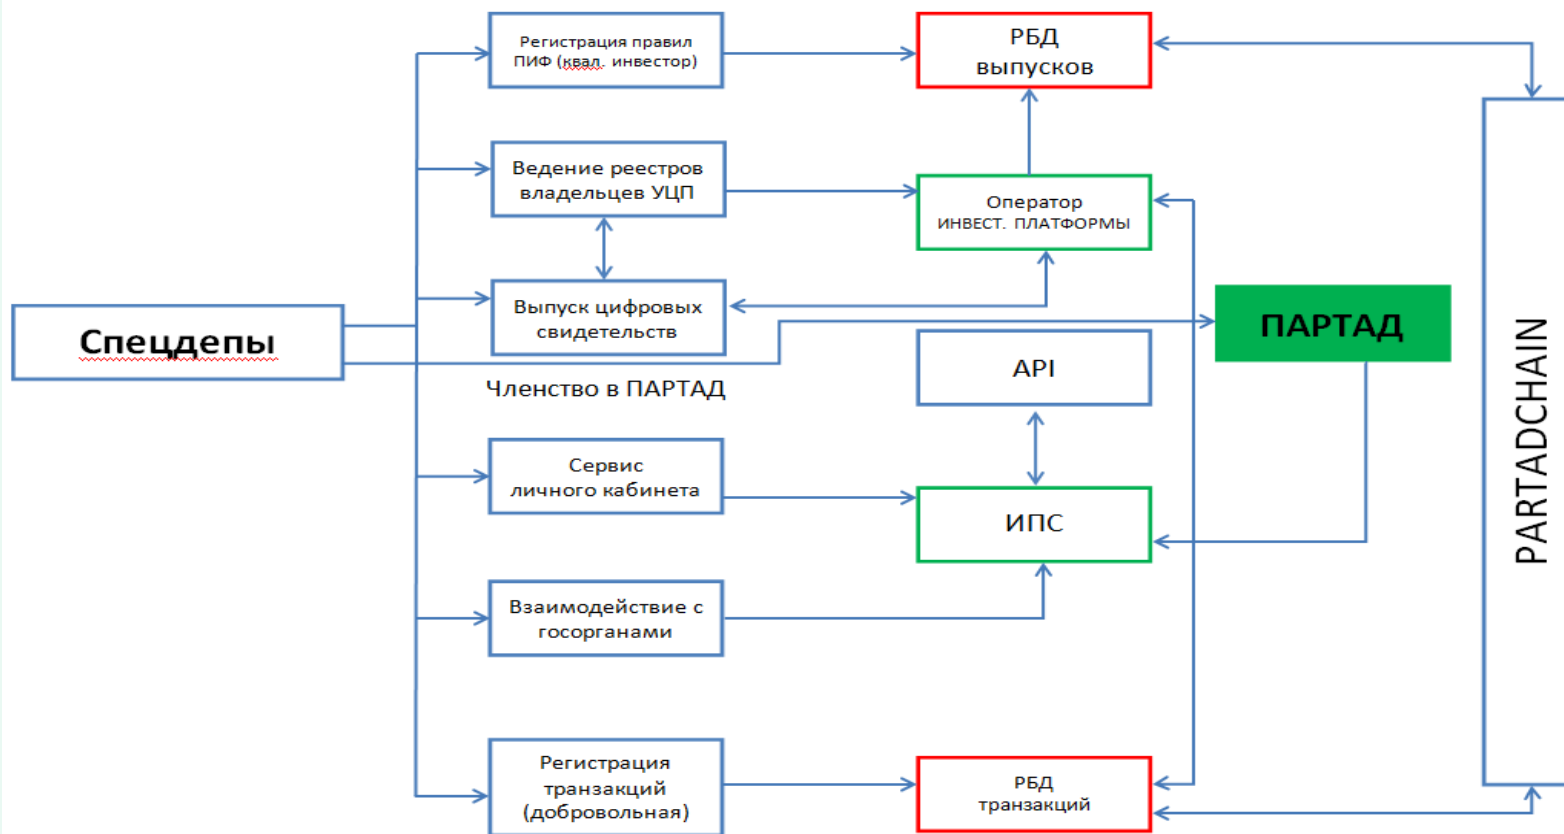 Регистрация правил
ПИФ (квал. инвестор)
РБД
выпусков
Ведение реестров
владельцев УЦП
Оператор
ИНВЕСТ. ПЛАТФОРМЫ
Выпуск цифровых
свидетельств
Спецдепы
ПАРТАД
API
Членство в ПАРТАД
PARTADCHAIN
Сервис
личного кабинета
ИПС
Взаимодействие с
госорганами
Регистрация
транзакций
(добровольная)
РБД
транзакций